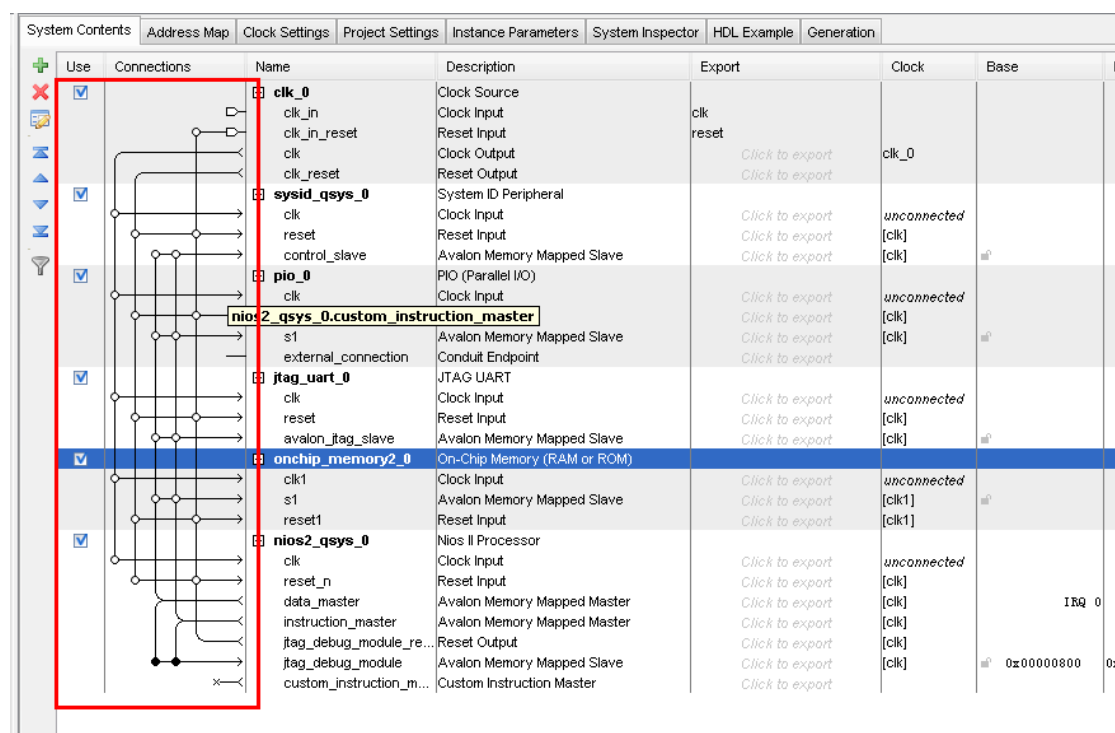 System Contents Address Map Clock Settings Project Settings Instance Parameters System Inspector HDL Example Generation
Use Connections Name Description Export Clock Base
clk_0 Clock Source
clk_in Clock Input clk
clk_in_reset Reset Input reset
clk Clock Output Click to export clk_0
clk_reset Reset Output Click to export
sysid_qsys_0 System ID Peripheral
clk Clock Input Click to export unconnected
reset Reset Input Click to export [clk]
control_slave Avalon Memory Mapped Slave Click to export [clk]
pio_0 PIO (Parallel I/O)
clk Clock Input Click to export unconnected
nios2_qsys_0.custom_instruction_master Click to export [clk]
s1 Avalon Memory Mapped Slave Click to export [clk]
external_connection Conduit Endpoint Click to export
jtag_uart_0 JTAG UART
clk Clock Input Click to export unconnected
reset Reset Input Click to export [clk]
avalon_jtag_slave Avalon Memory Mapped Slave Click to export [clk]
onchip_memory2_0 On-Chip Memory (RAM or ROM)
clk1 Clock Input Click to export unconnected
s1 Avalon Memory Mapped Slave Click to export [clk1]
reset1 Reset Input Click to export [clk1]
nios2_qsys_0 Nios II Processor
clk Clock Input Click to export unconnected
reset_n Reset Input Click to export [clk]
data_master Avalon Memory Mapped Master Click to export [clk] IRQ 0
instruction_master Avalon Memory Mapped Master Click to export [clk]
jtag_debug_module_re... Reset Output Click to export [clk]
jtag_debug_module Avalon Memory Mapped Slave Click to export [clk] 0x00000800
custom_instruction_m... Custom Instruction Master Click to export